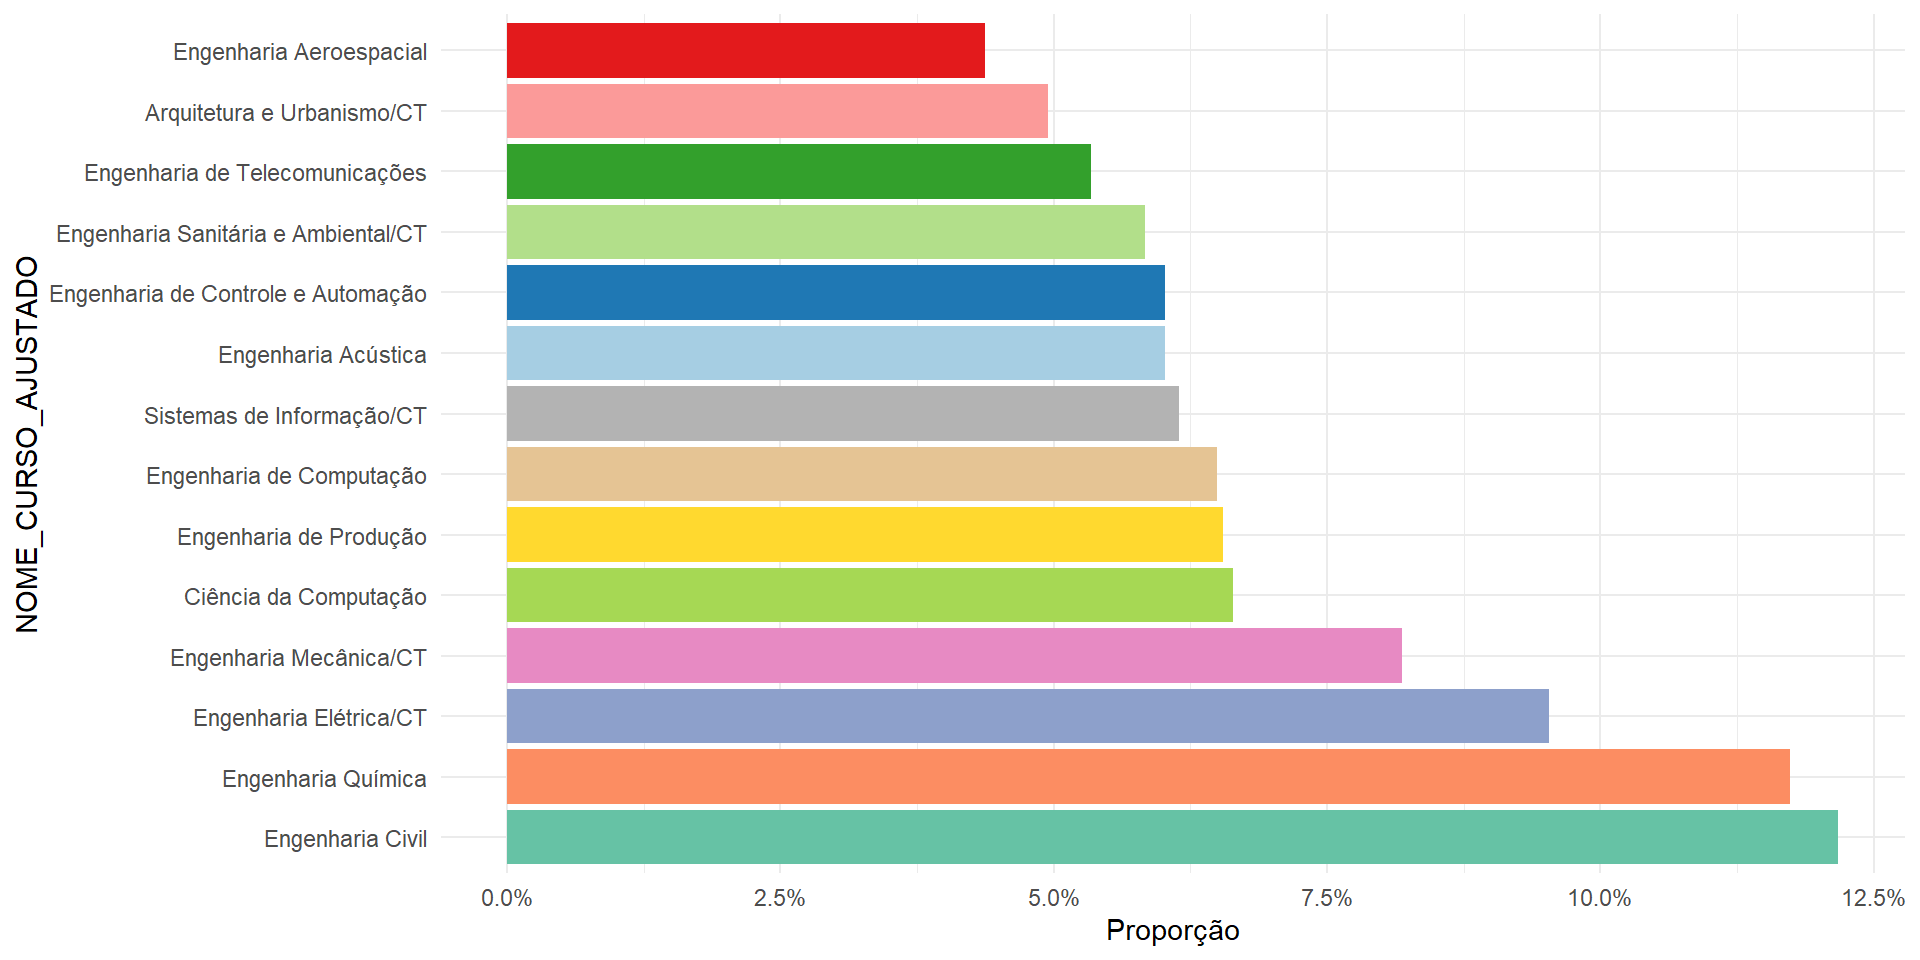 NOME_CURSO_AJUSTADO
Engenharia Aeroespacial
Arquitetura e Urbanismo/CT
Engenharia de Telecomunicações
Engenharia Sanitária e Ambiental/CT
Engenharia de Controle e Automação
Engenharia Acústica
Sistemas de Informação/CT
Engenharia de Computação
Engenharia de Produção
Ciência da Computação
Engenharia Mecânica/CT
Engenharia Elétrica/CT
Engenharia Química
Engenharia Civil
0.0% 2.5% 5.0% 7.5% 10.0% 12.5%
Proporção